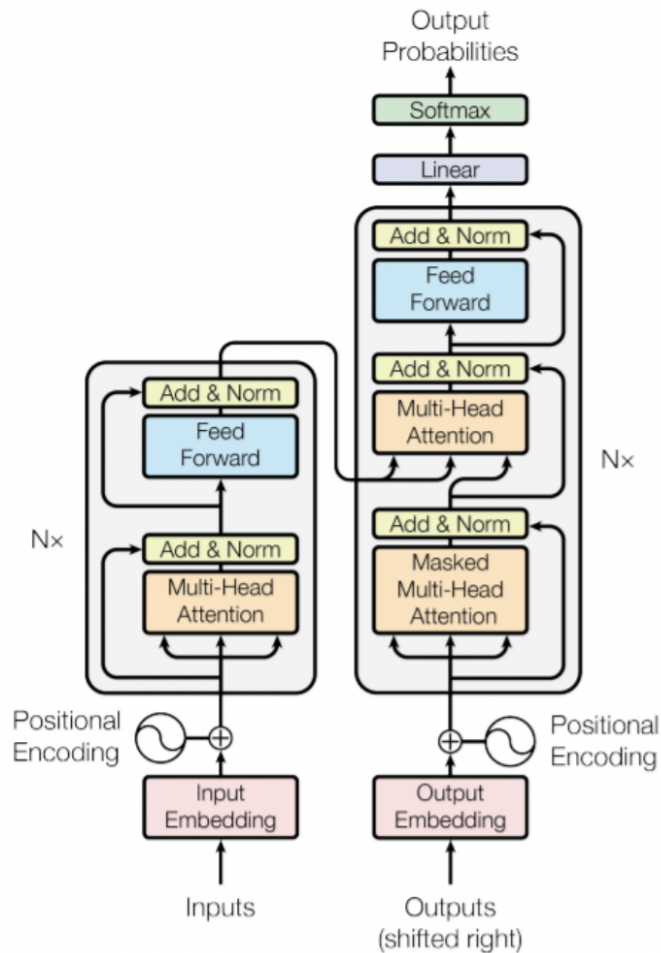 Output
Probabilities
Softmax
Linear
Add & Norm
Feed
Forward
Add & Norm
Multi-Head
Attention
Add & Norm
Masked
Multi-Head
Attention
Nx
Add & Norm
Feed
Forward
Add & Norm
Multi-Head
Attention
Nx
Positional
Encoding
Input
Embedding
Inputs
Positional
Encoding
Output
Embedding
Outputs
(shifted right)